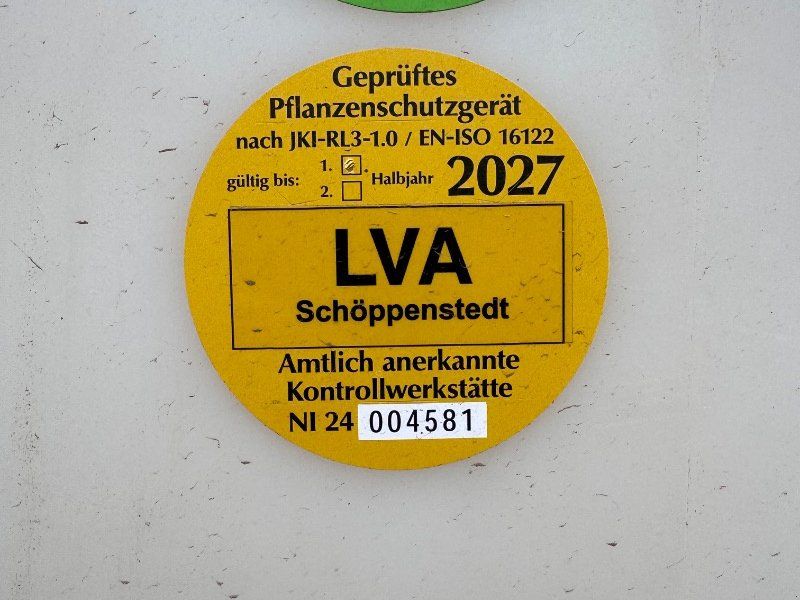 Geprüftes
Pflanzenschutzgerät
nach JKI-RL3-1.0 / EN-ISO 16122
gültig bis: 1. Halbjahr 2027
2.
LVA
Schöppenstedt
Amtlich anerkannte
Kontrollwerkstätte
NI 24 004581